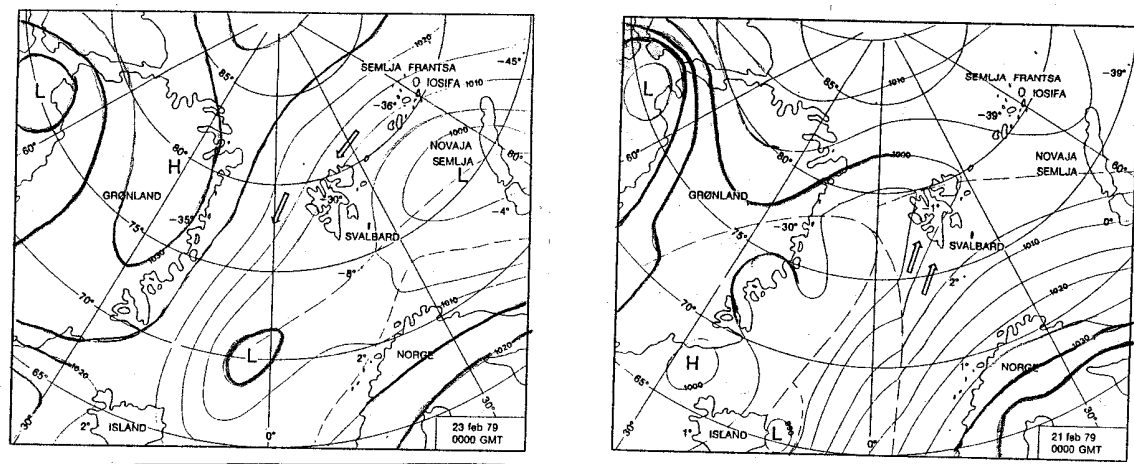 1020
-45°
SEMLJA FRANTSA
IOSIFA 1010
-36°
85°
L
60°
80°
H
1000
NOVAJA
SEMLJA
L
60°
GRØNLAND
-30°
-35°
-4°
75°
SVALBARD
1030
-8°
70°
1010
L
NORGE
2°
1020
1020
65°
30°
2°
ISLAND
0°
23 feb 79
0000 GMT
-39°
SEMLJA FRANTSA
IOSIFA
1010
85°
L
-39°
60°
80°
1000
NOVAJA
SEMLJA
60°
GRØNLAND
-1°
-30°
0°
75°
SVALBARD
1010
2°
70°
1020
1030
H
NORGE
1°
65°
1000
30°
1°
ISLAND
L
30°
0°
21 feb 79
0000 GMT